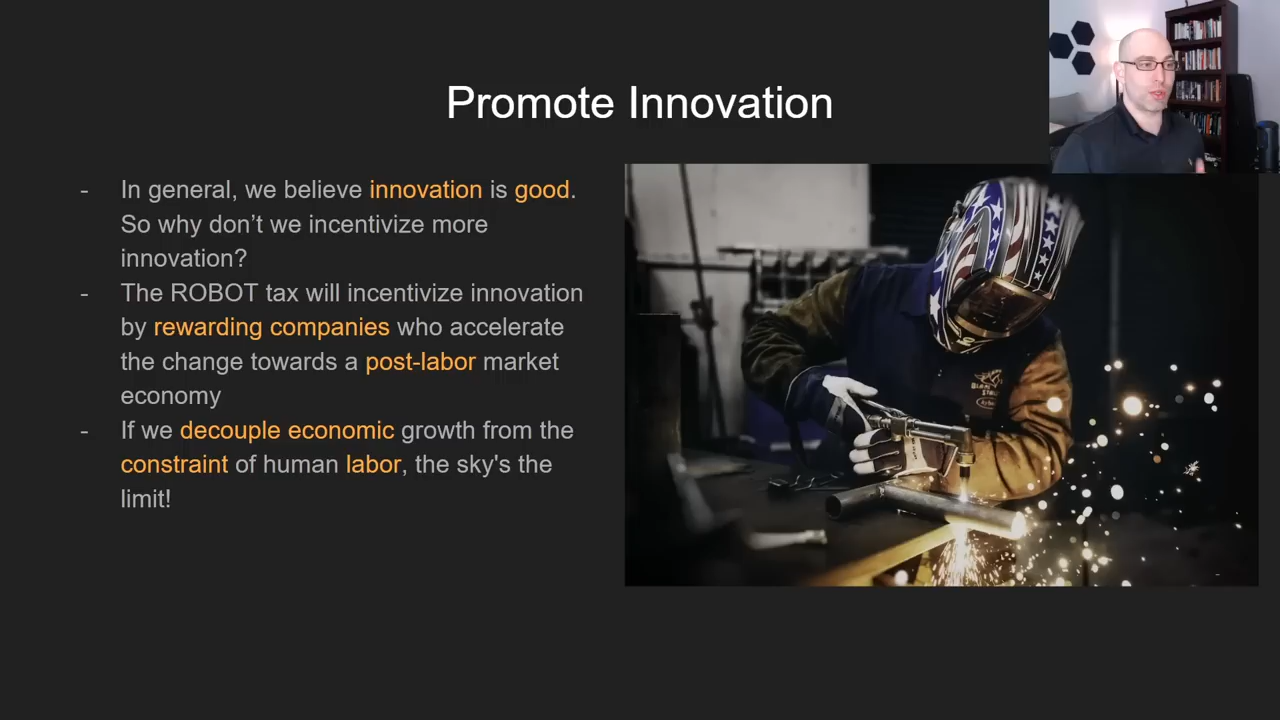 Promote Innovation
- In general, we believe innovation is good.
So why don’t we incentivize more
innovation?
- The ROBOT tax will incentivize innovation
by rewarding companies who accelerate
the change towards a post-labor market
economy
- If we decouple economic growth from the
constraint of human labor, the sky's the
limit!